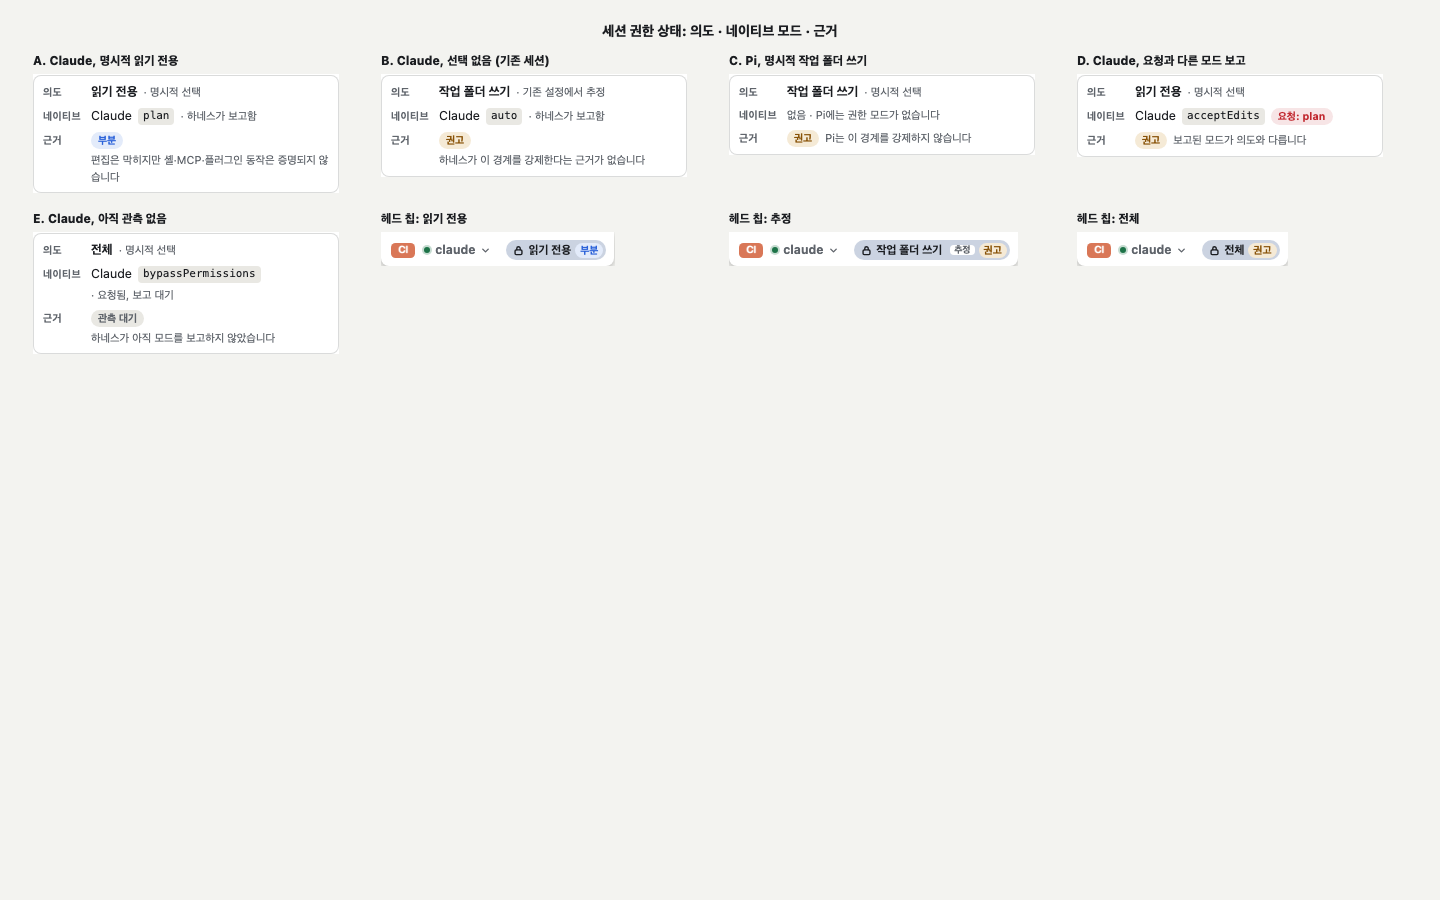 세션 권한 상태: 의도 · 네이티브 모드 · 근거
A. Claude, 명시적 읽기 전용
의도 읽기 전용 · 명시적 선택
네이티브 Claude plan · 하네스가 보고함
근거 부분
편집은 막히지만 셸·MCP·플러그인 동작은 증명되지 않
습니다
B. Claude, 선택 없음 (기존 세션)
의도 작업 폴더 쓰기 · 기존 설정에서 추정
네이티브 Claude auto · 하네스가 보고함
근거 권고
하네스가 이 경계를 강제한다는 근거가 없습니다
C. Pi, 명시적 작업 폴더 쓰기
의도 작업 폴더 쓰기 · 명시적 선택
네이티브 없음 · Pi에는 권한 모드가 없습니다
근거 권고 Pi는 이 경계를 강제하지 않습니다
D. Claude, 요청과 다른 모드 보고
의도 읽기 전용 · 명시적 선택
네이티브 Claude acceptEdits 요청: plan
근거 권고 보고된 모드가 의도와 다릅니다
E. Claude, 아직 관측 없음
의도 전체 · 명시적 선택
네이티브 Claude bypassPermissions
· 요청됨, 보고 대기
근거 관측 대기
하네스가 아직 모드를 보고하지 않았습니다
헤드 칩: 읽기 전용
CI claude 읽기 전용 부분
헤드 칩: 추정
CI claude 작업 폴더 쓰기 추정 권고
헤드 칩: 전체
CI claude 전체 권고